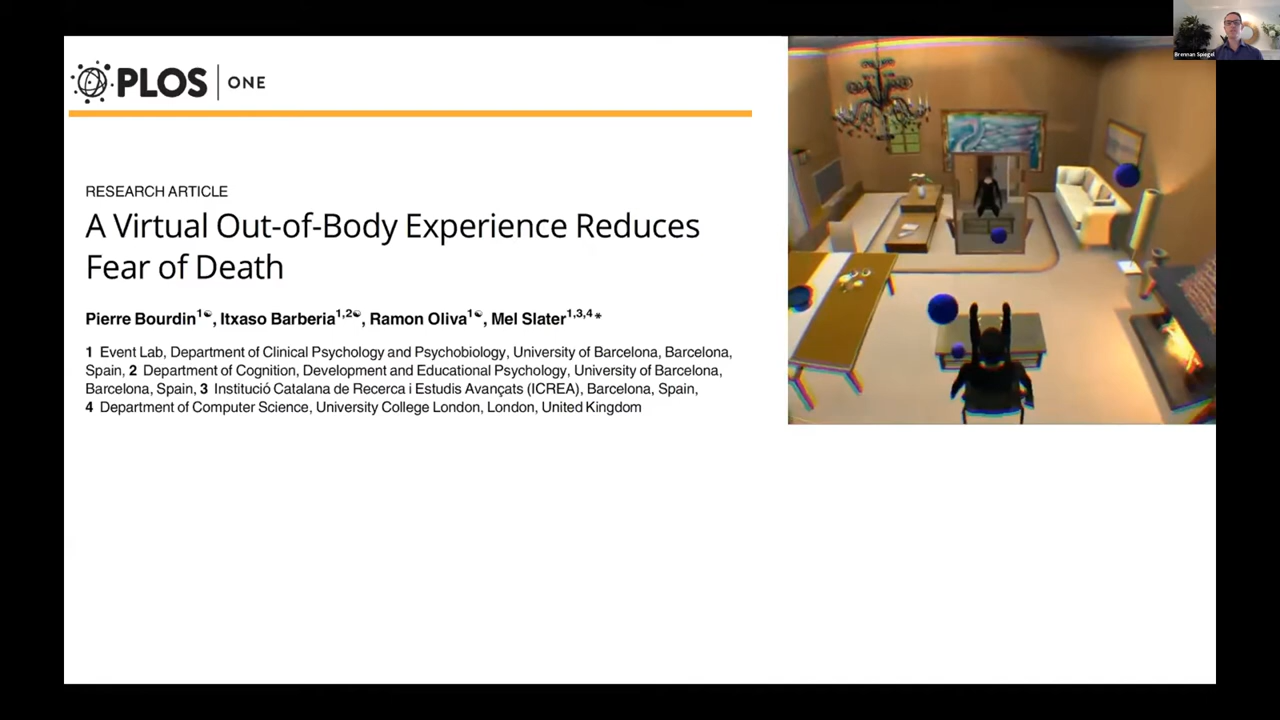 PLOS ONE
RESEARCH ARTICLE
A Virtual Out-of-Body Experience Reduces
Fear of Death
Pierre Bourdin1☯, Itxaso Barberia1,2☯, Ramon Oliva1☯, Mel Slater1,3,4*
1 Event Lab, Department of Clinical Psychology and Psychobiology, University of Barcelona, Barcelona,
Spain, 2 Department of Cognition, Development and Educational Psychology, University of Barcelona,
Barcelona, Spain, 3 Institució Catalana de Recerca i Estudis Avançats (ICREA), Barcelona, Spain,
4 Department of Computer Science, University College London, London, United Kingdom
Brennan Spiegel